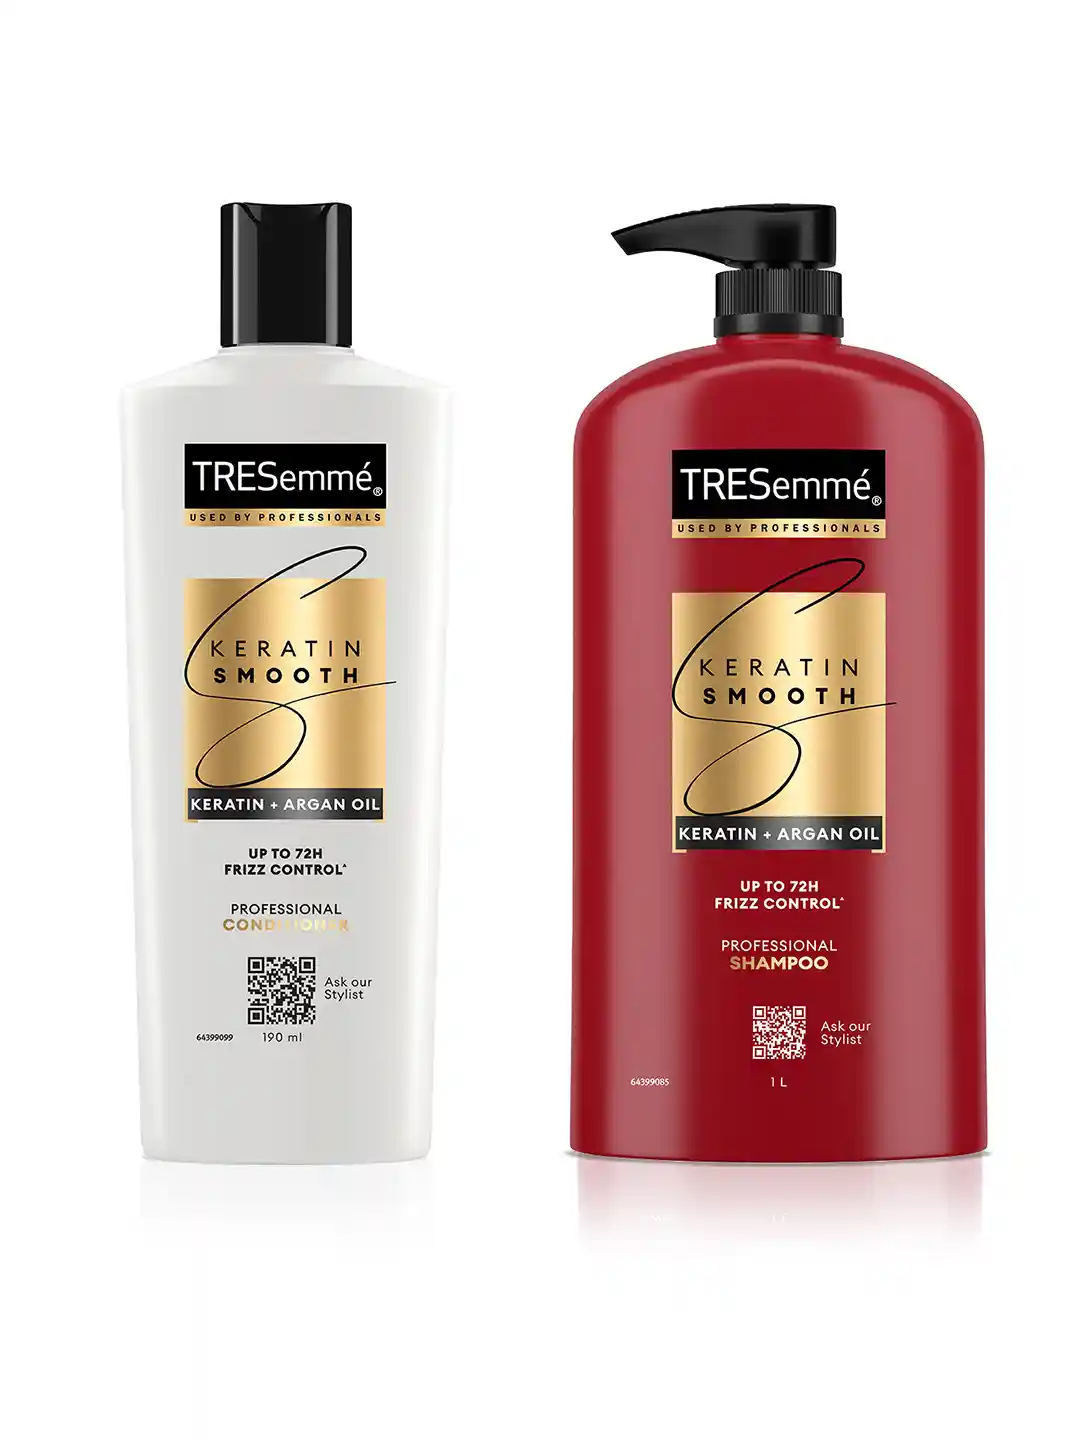 TRESemmé®
USED BY PROFESSIONALS
KERATIN
SMOOTH
KERATIN + ARGAN OIL
UP TO 72H
FRIZZ CONTROL^
PROFESSIONAL
CONDITIONER
Ask our
Stylist
64399099
190 ml
TRESemmé®
USED BY PROFESSIONALS
KERATIN
SMOOTH
KERATIN + ARGAN OIL
UP TO 72H
FRIZZ CONTROL^
PROFESSIONAL
SHAMPOO
Ask our
Stylist
64399085
1 L